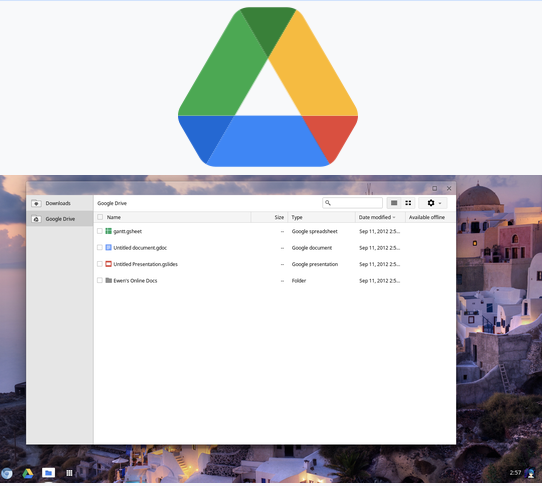 Downloads
Google Drive
Google Drive
Name Size Type Date modified Available offline
gantt.gsheet -- Google spreadsheet Sep 11, 2012 2:5...
Untitled document.gdoc -- Google document Sep 11, 2012 2:5...
Untitled Presentation.gslides -- Google presentation Sep 11, 2012 2:5...
Ewen's Online Docs -- Folder Sep 11, 2012 2:5...
2:57